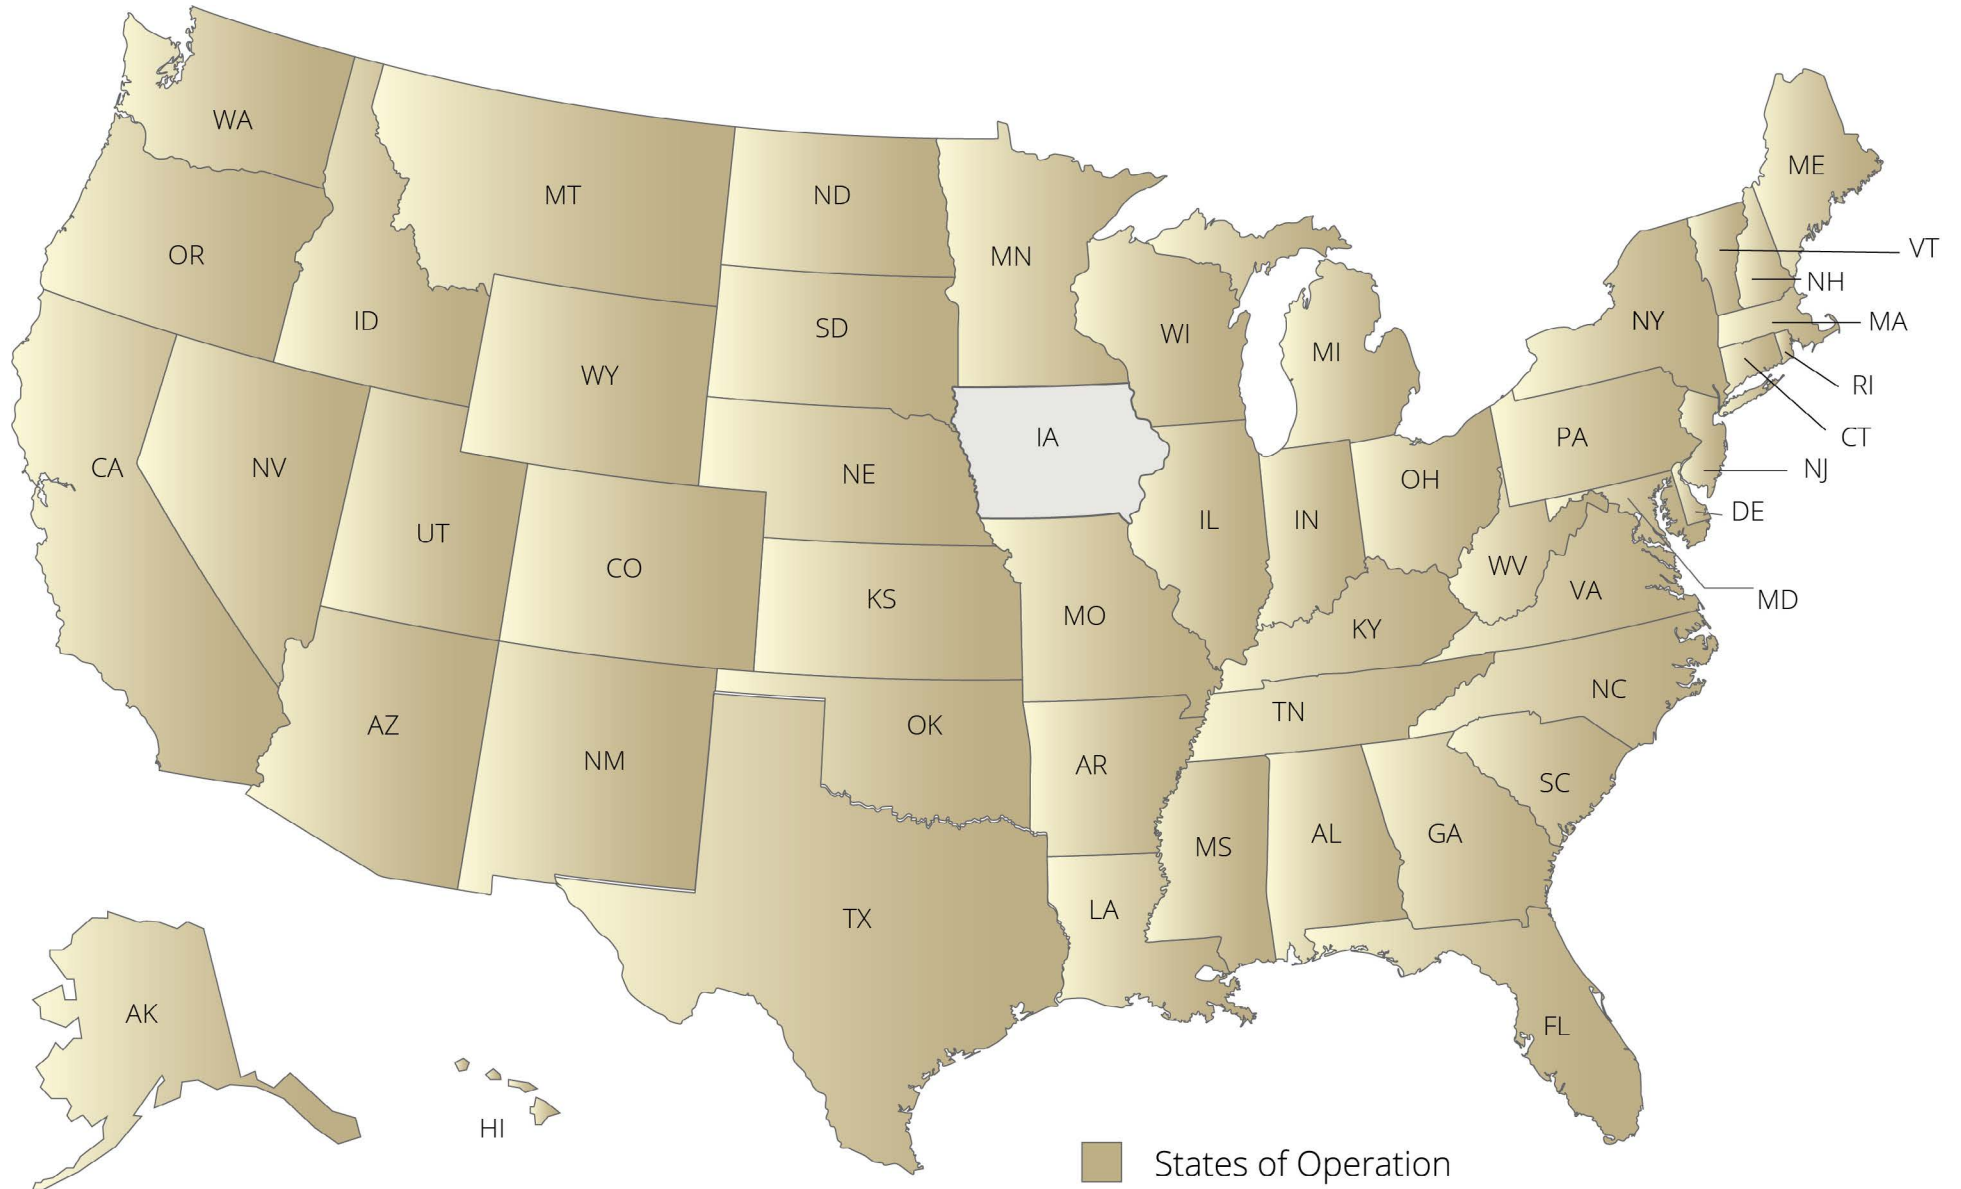 WA
MT
ND
ME
OR
MN
VT
ID
SD
WI
NH
NY
MA
WY
MI
RI
CA
NV
NE
IA
PA
CT
OH
NJ
UT
IL
IN
DE
CO
KS
MO
KY
WV
VA
MD
NC
AZ
NM
OK
AR
TN
SC
MS
AL
GA
TX
LA
AK
FL
HI
States of Operation